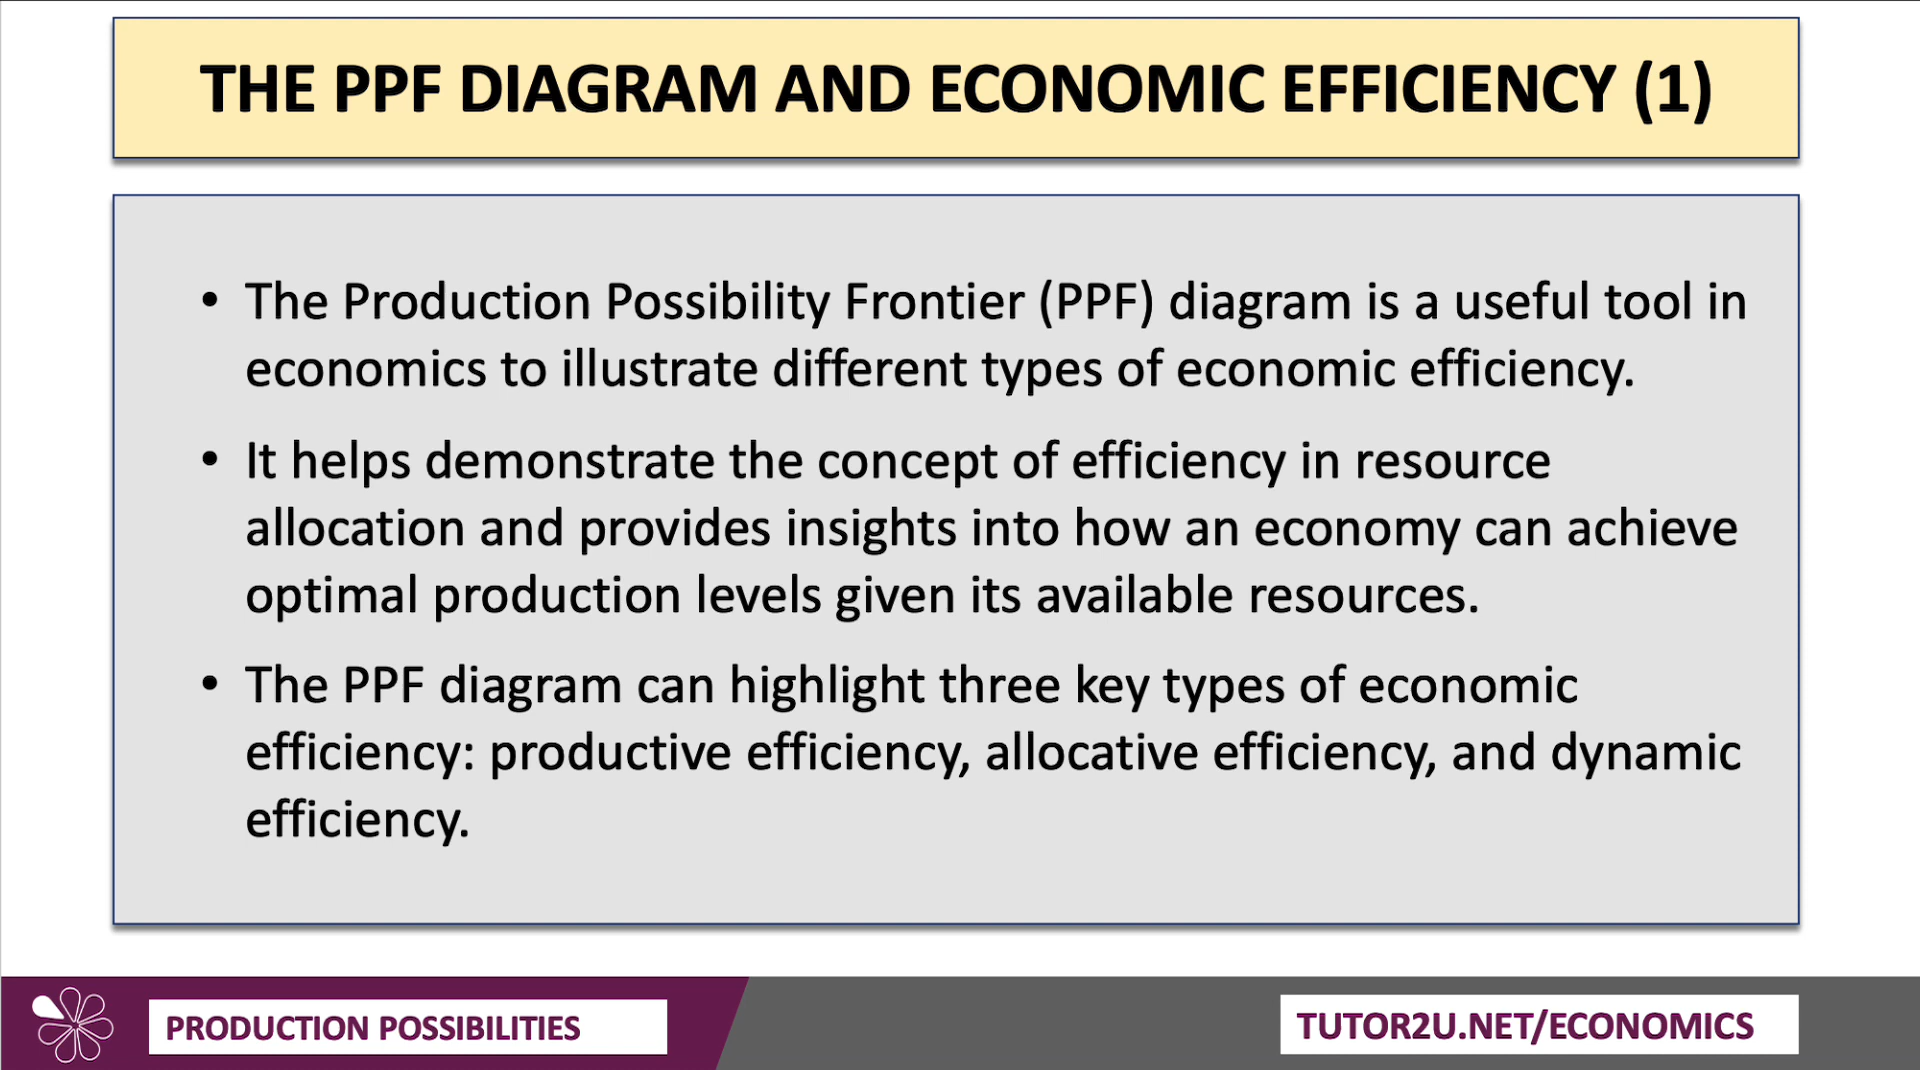 THE PPF DIAGRAM AND ECONOMIC EFFICIENCY (1)
• The Production Possibility Frontier (PPF) diagram is a useful tool in
economics to illustrate different types of economic efficiency.
• It helps demonstrate the concept of efficiency in resource
allocation and provides insights into how an economy can achieve
optimal production levels given its available resources.
• The PPF diagram can highlight three key types of economic
efficiency: productive efficiency, allocative efficiency, and dynamic
efficiency.
PRODUCTION POSSIBILITIES
TUTOR2U.NET/ECONOMICS